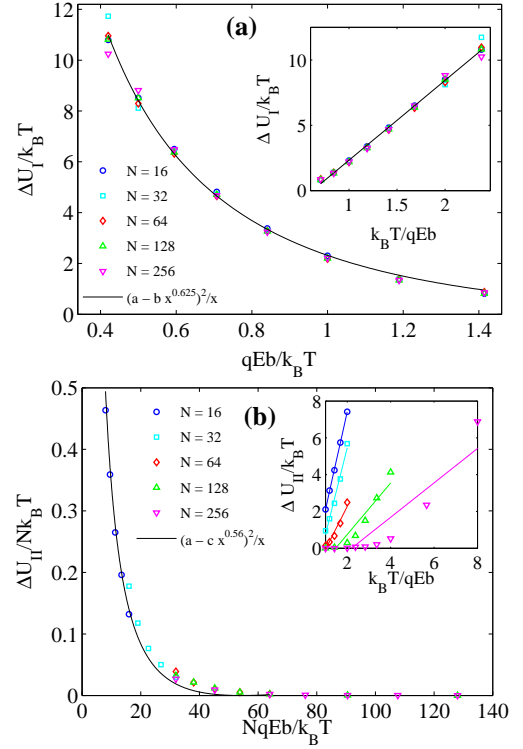 (a)
ΔU_I/k_BT
12
10
8
6
4
2
0
0.4
0.6
0.8
1
1.2
1.4
qEb/k_BT
N = 16
N = 32
N = 64
N = 128
N = 256
(a − b x^0.625)^2/x
Δ U_I/k_BT
10
5
0
1
1.5
2
k_BT/qEb
(b)
ΔU_II/Nk_BT
0.5
0.4
0.3
0.2
0.1
0
0
20
40
60
80
100
120
140
NqEb/k_BT
N = 16
N = 32
N = 64
N = 128
N = 256
(a − c x^0.56)^2/x
Δ U_II/k_BT
8
6
4
2
0
2
4
6
8
k_BT/qEb